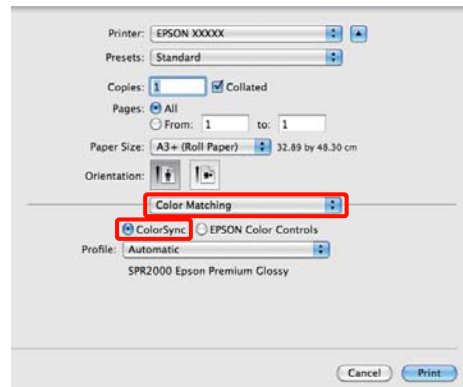 Printer: EPSON XXXXX
Presets: Standard
Copies: 1 Collated
Pages: All
From: 1 to: 1
Paper Size: A3+ (Roll Paper) 32.89 by 48.30 cm
Orientation:
Color Matching
ColorSync EPSON Color Controls
Profile: Automatic
SPR2000 Epson Premium Glossy
Cancel Print